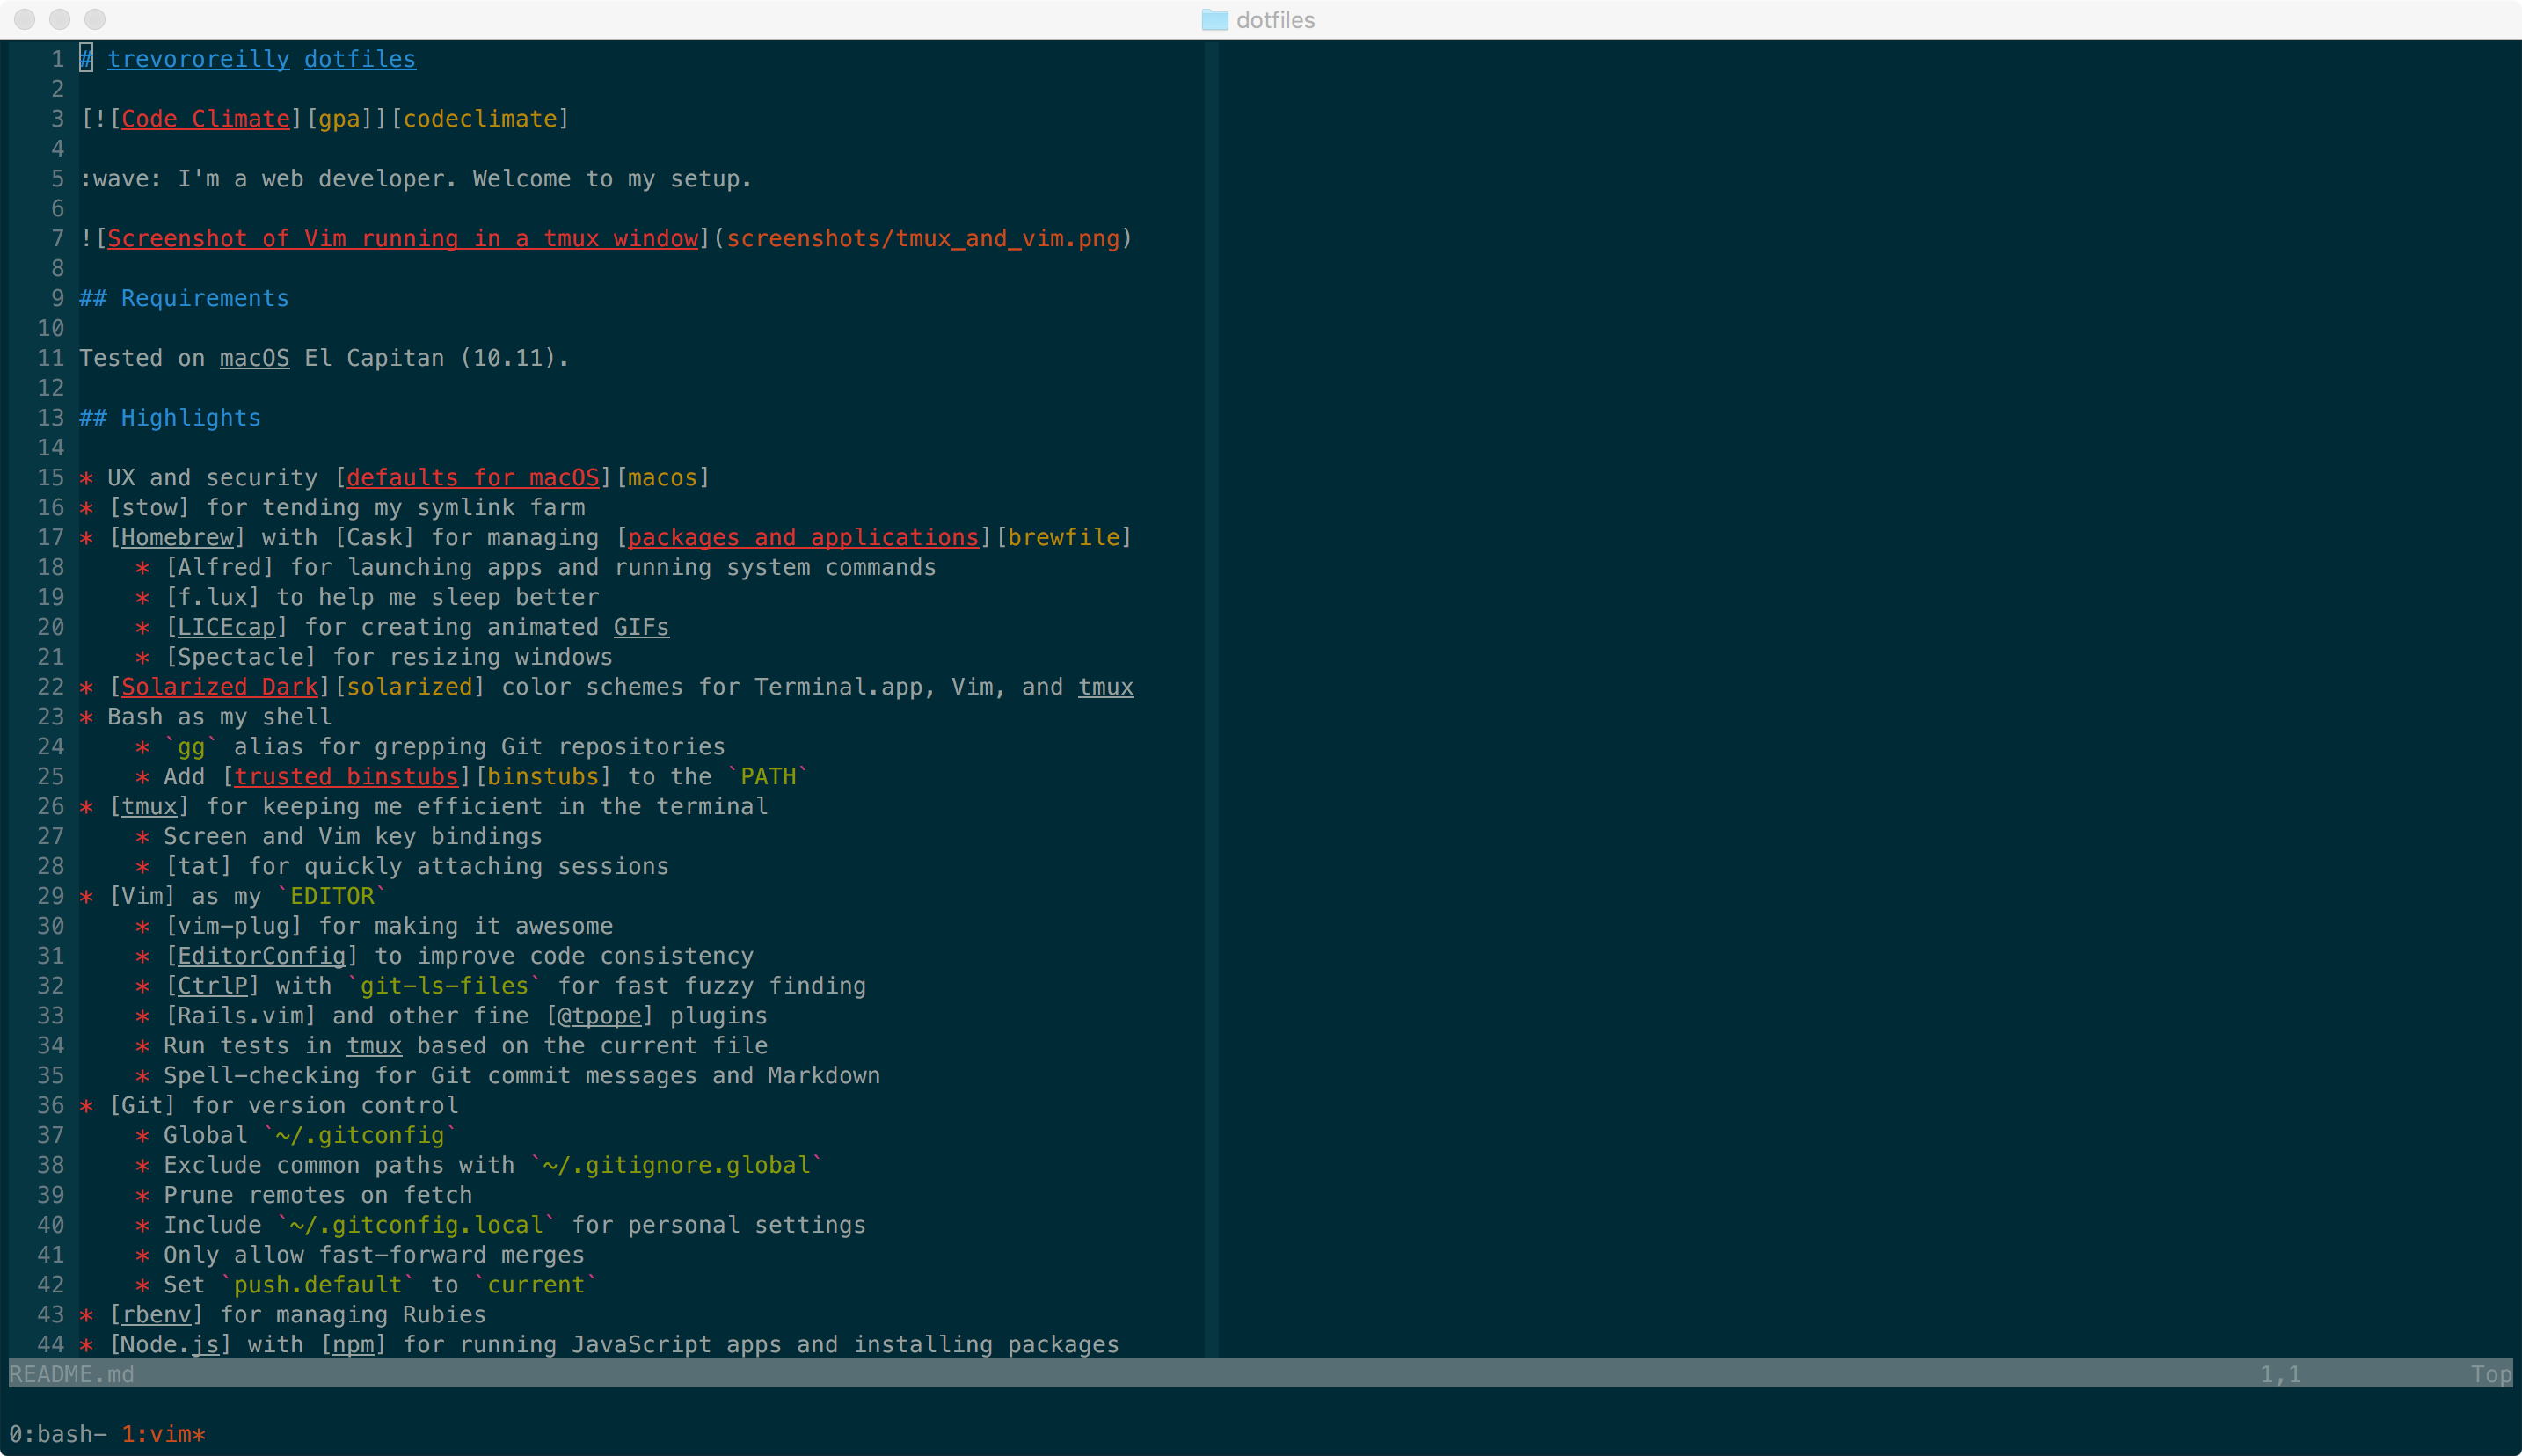 dotfiles
1 # trevororeilly dotfiles
2
3 [![Code Climate][gpa]][codeclimate]
4
5 :wave: I'm a web developer. Welcome to my setup.
6
7 ![Screenshot of Vim running in a tmux window](screenshots/tmux_and_vim.png)
8
9 ## Requirements
10
11 Tested on macOS El Capitan (10.11).
12
13 ## Highlights
14
15 * UX and security [defaults for macOS][macos]
16 * [stow] for tending my symlink farm
17 * [Homebrew] with [Cask] for managing [packages and applications][brewfile]
18     * [Alfred] for launching apps and running system commands
19     * [f.lux] to help me sleep better
20     * [LICEcap] for creating animated GIFs
21     * [Spectacle] for resizing windows
22 * [Solarized Dark][solarized] color schemes for Terminal.app, Vim, and tmux
23 * Bash as my shell
24     * `gg` alias for grepping Git repositories
25     * Add [trusted binstubs][binstubs] to the `PATH`
26 * [tmux] for keeping me efficient in the terminal
27     * Screen and Vim key bindings
28     * [tat] for quickly attaching sessions
29 * [Vim] as my `EDITOR`
30     * [vim-plug] for making it awesome
31     * [EditorConfig] to improve code consistency
32     * [CtrlP] with `git-ls-files` for fast fuzzy finding
33     * [Rails.vim] and other fine [@tpope] plugins
34     * Run tests in tmux based on the current file
35     * Spell-checking for Git commit messages and Markdown
36 * [Git] for version control
37     * Global `~/.gitconfig`
38     * Exclude common paths with `~/.gitignore.global`
39     * Prune remotes on fetch
40     * Include `~/.gitconfig.local` for personal settings
41     * Only allow fast-forward merges
42     * Set `push.default` to `current`
43 * [rbenv] for managing Rubies
44 * [Node.js] with [npm] for running JavaScript apps and installing packages
README.md 1,1 Top
0:bash- 1:vim*